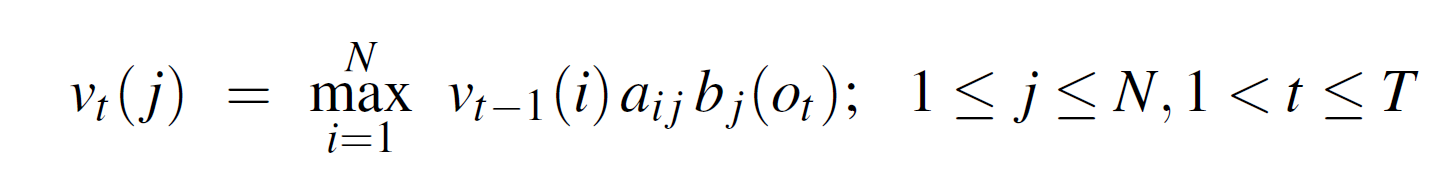 v_t(j) = \max_{i=1}^{N} v_{t-1}(i) a_{ij} b_j(o_t); 1 ≤ j ≤ N, 1 < t ≤ T